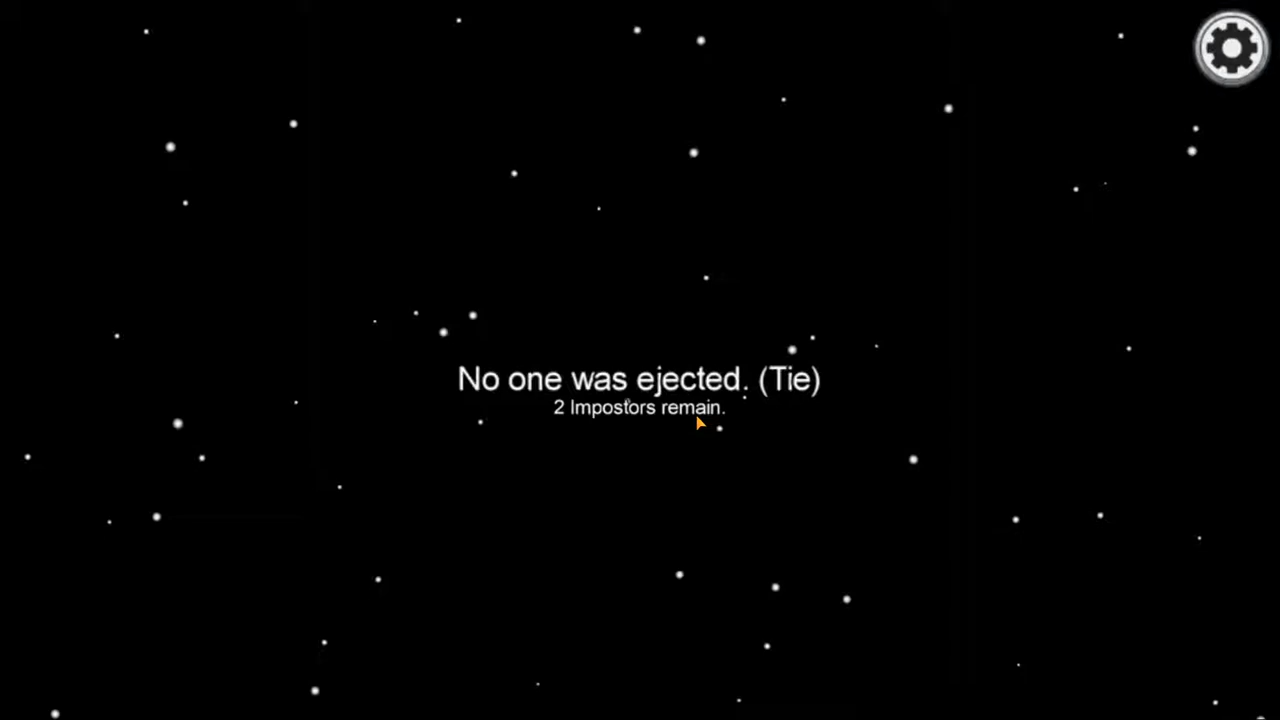 No one was ejected. (Tie)
2 Impostors remain.